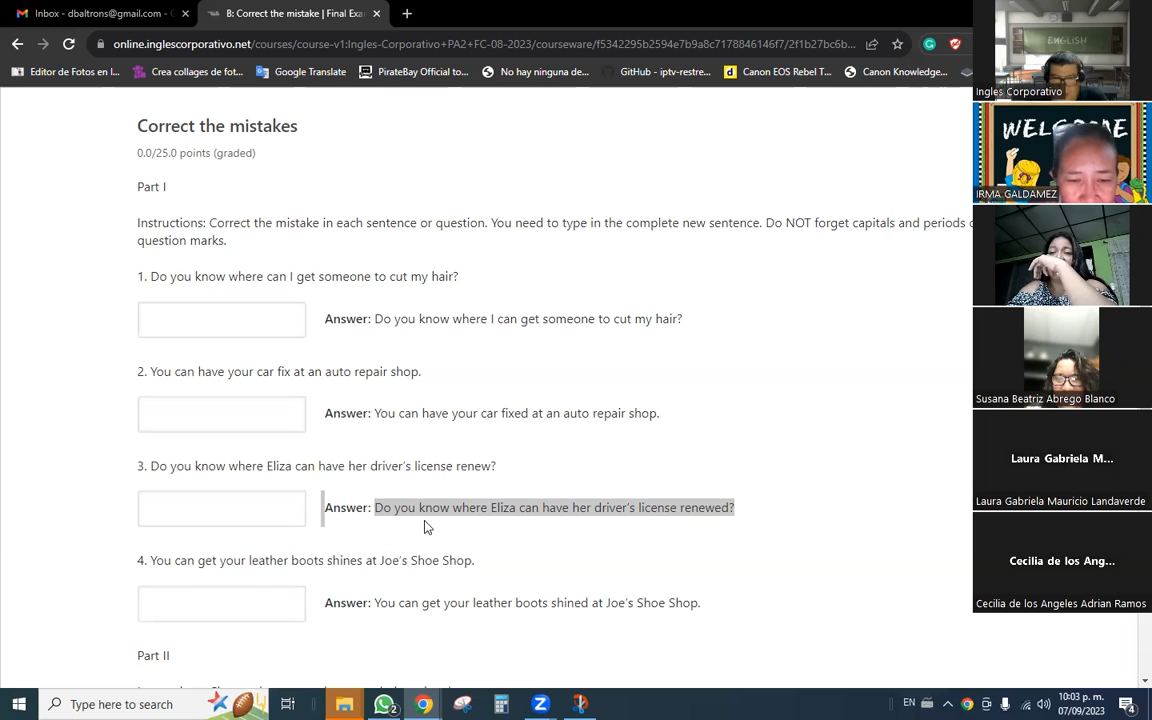 Inbox - dbaltrons@gmail.com -
B: Correct the mistake | Final Exa
online.inglescorporativo.net/courses/course-v1:Ingles-Corporativo+PA2+FC-08-2023/courseware/f5342295b2594e7b9a8c7178846146f7/2f1b27bc6b...
Editor de Fotos en l...
Crea collages de fot...
Google Translate
PirateBay Official to...
No hay ninguna de...
GitHub - iptv-restre...
Canon EOS Rebel T...
Canon Knowledge...
Correct the mistakes
0.0/25.0 points (graded)
Part I
Instructions: Correct the mistake in each sentence or question. You need to type in the complete new sentence. Do NOT forget capitals and periods
question marks.
1. Do you know where can I get someone to cut my hair?
Answer: Do you know where I can get someone to cut my hair?
2. You can have your car fix at an auto repair shop.
Answer: You can have your car fixed at an auto repair shop.
3. Do you know where Eliza can have her driver's license renew?
Answer: Do you know where Eliza can have her driver's license renewed?
4. You can get your leather boots shines at Joe's Shoe Shop.
Answer: You can get your leather boots shined at Joe's Shoe Shop.
Part II
ENGLISH
Ingles Corporativo
WELCOME
IRMA GALDAMEZ
Susana Beatriz Abrego Blanco
Laura Gabriela M...
Laura Gabriela Mauricio Landaverde
Cecilia de los Ang...
Cecilia de los Angeles Adrian Ramos
Type here to search
2
EN
10:03 p. m.
07/09/2023
4